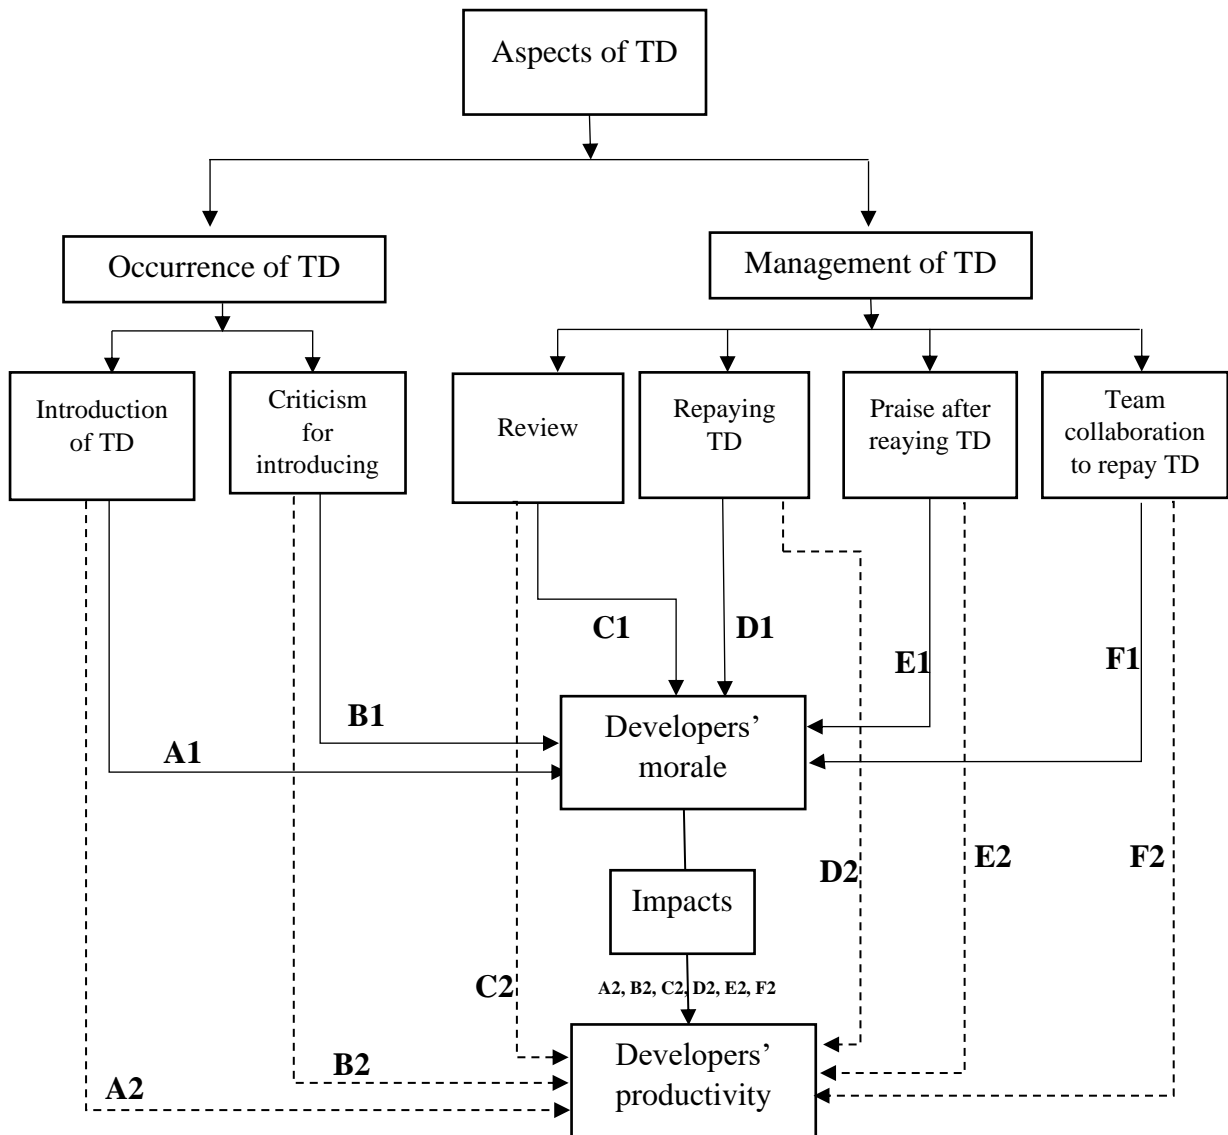 Aspects of TD
Occurrence of TD
Management of TD
Introduction
of TD
Criticism
for
introducing
Review
Repaying
TD
Praise after
reaying TD
Team
collaboration
to repay TD
C1
D1
E1
F1
B1
A1
Developers’
morale
D2
E2
F2
Impacts
C2
A2, B2, C2, D2, E2, F2
B2
A2
Developers’
productivity